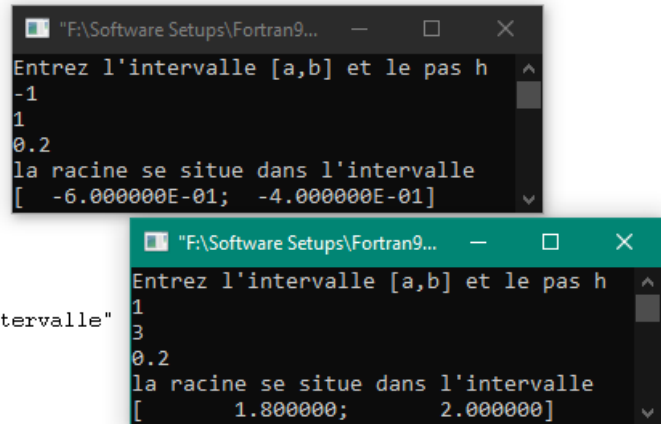 "F:\Software Setups\Fortran9...
Entrez l'intervalle [a,b] et le pas h
-1
1
0.2
la racine se situe dans l'intervalle
[  -6.000000E-01;  -4.000000E-01]
"F:\Software Setups\Fortran9...
Entrez l'intervalle [a,b] et le pas h
1
3
0.2
la racine se situe dans l'intervalle
[       1.800000;       2.000000]
tervalle"